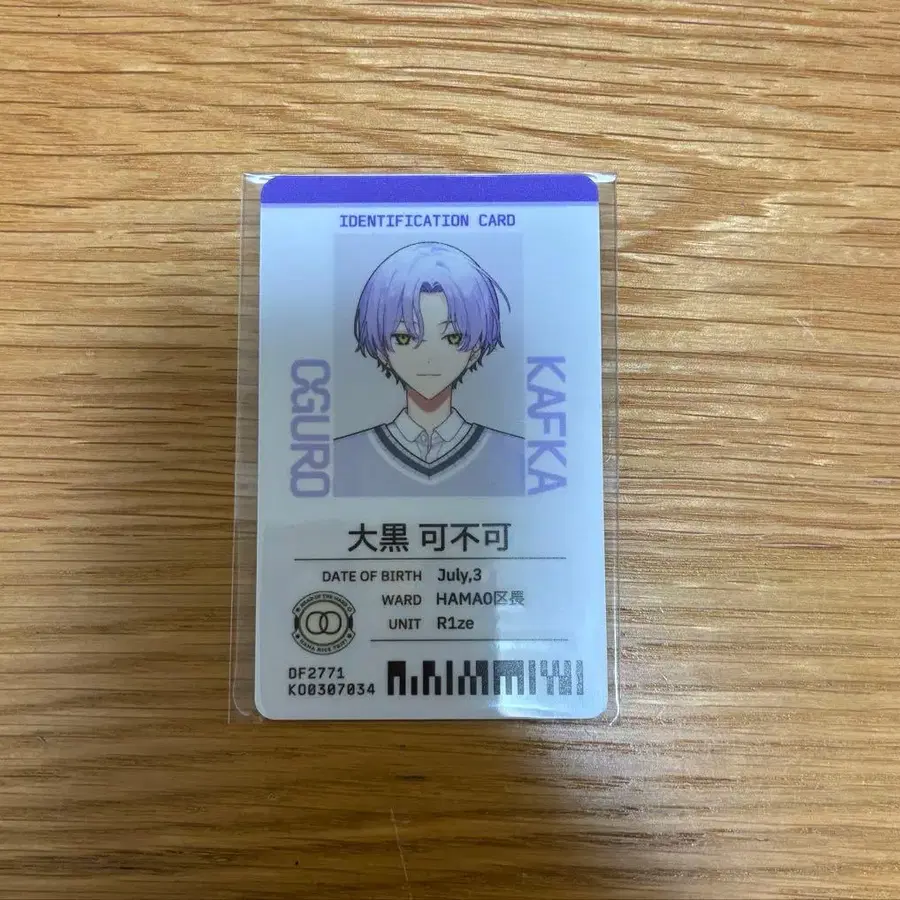 IDENTIFICATION CARD
OGURO
KAFKA
大黒 可不可
DATE OF BIRTH July,3
WARD HAMA0区長
UNIT R1ze
DF2771
KO0307034